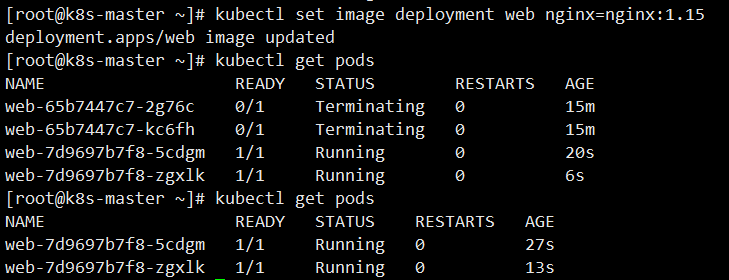 [root@k8s-master ~]# kubectl set image deployment web nginx=nginx:1.15
deployment.apps/web image updated
[root@k8s-master ~]# kubectl get pods
NAME READY STATUS RESTARTS AGE
web-65b7447c7-2g76c 0/1 Terminating 0 15m
web-65b7447c7-kc6fh 0/1 Terminating 0 15m
web-7d9697b7f8-5cdgm 1/1 Running 0 20s
web-7d9697b7f8-zgxlk 1/1 Running 0 6s
[root@k8s-master ~]# kubectl get pods
NAME READY STATUS RESTARTS AGE
web-7d9697b7f8-5cdgm 1/1 Running 0 27s
web-7d9697b7f8-zgxlk 1/1 Running 0 13s